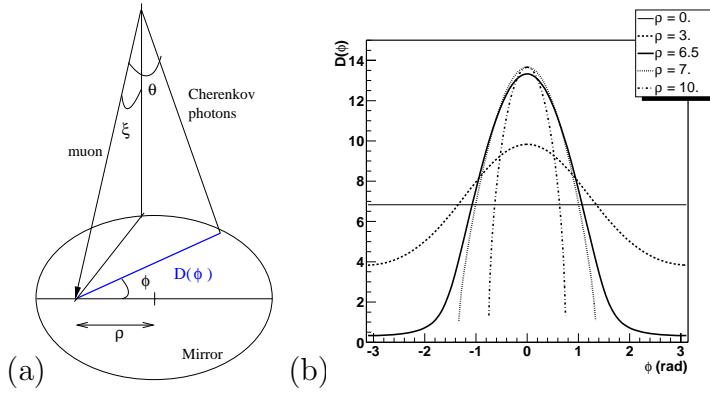 θ
ξ
Cherenkov
photons
muon
D(ϕ)
ϕ
ρ
Mirror
(a)
D(ϕ)
ρ = 0.
ρ = 3.
ρ = 6.5
ρ = 7.
ρ = 10.
14
12
10
8
6
4
2
0
-3 -2 -1 0 1 2 3
ϕ (rad)
(b)